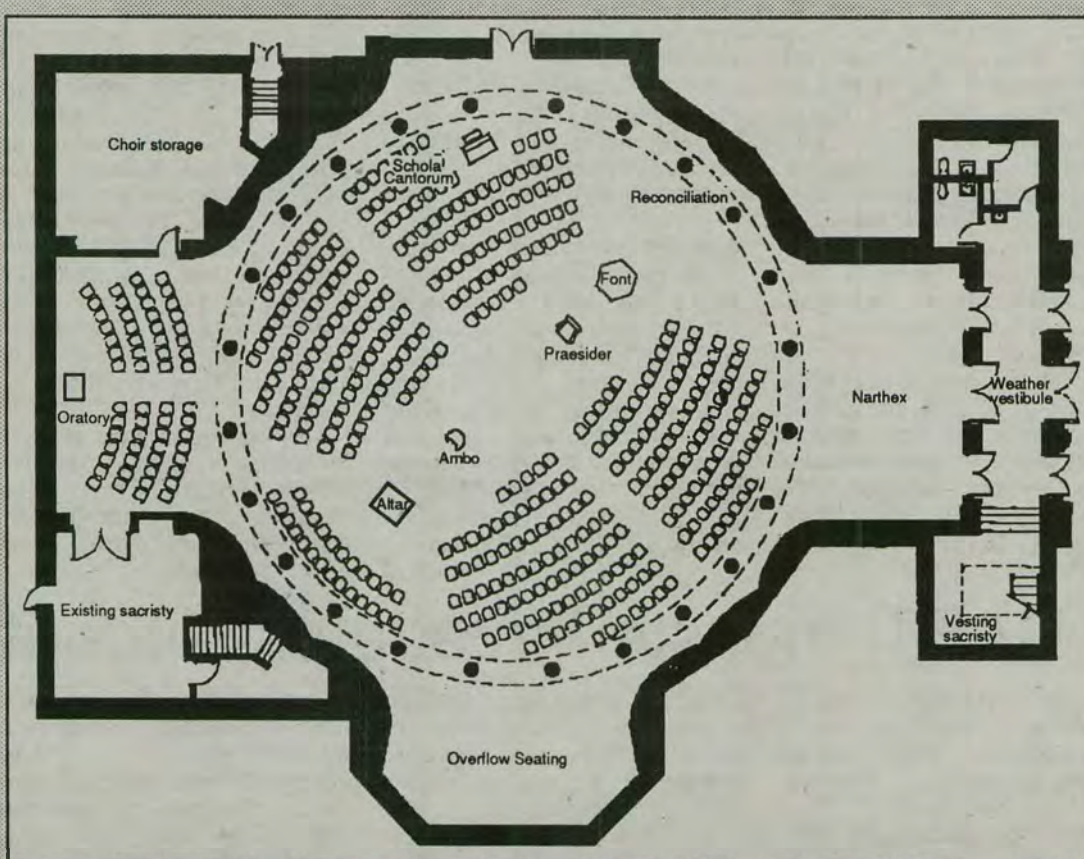 Choir storage
Schola
Cantorum
Reconciliation
Font
Praesider
Oratory
Narthex
Weather
vestibule
Ambo
Altar
Existing sacristy
Vesting
sacristy
Overflow Seating